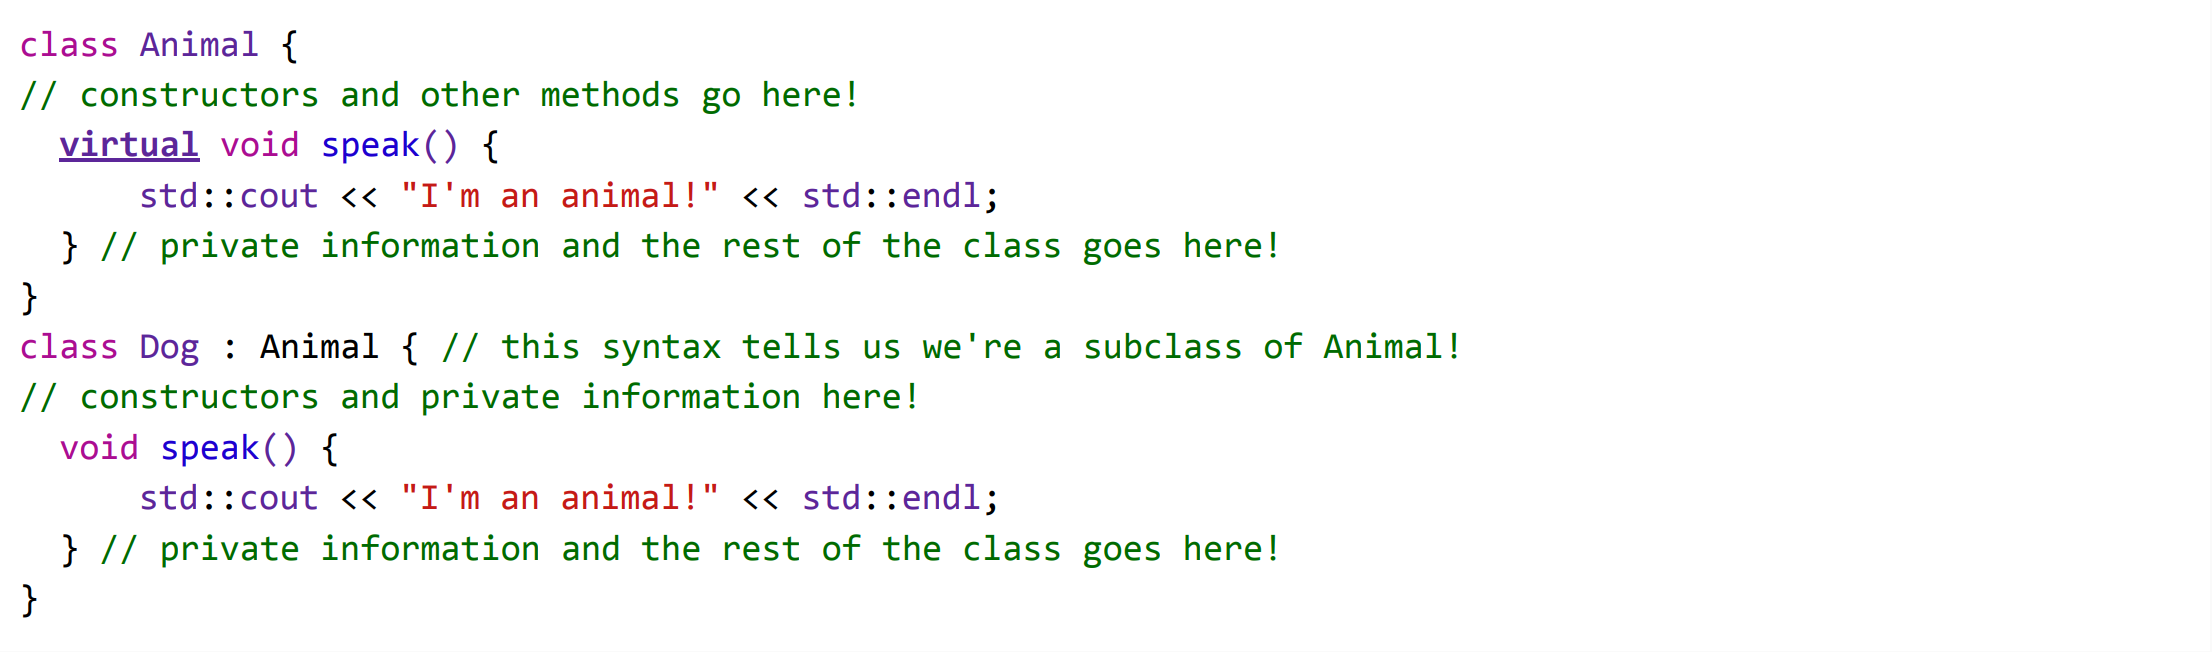 class Animal {
// constructors and other methods go here!
  virtual void speak() {
      std::cout << "I'm an animal!" << std::endl;
  } // private information and the rest of the class goes here!
}
class Dog : Animal { // this syntax tells us we're a subclass of Animal!
// constructors and private information here!
  void speak() {
      std::cout << "I'm an animal!" << std::endl;
  } // private information and the rest of the class goes here!
}